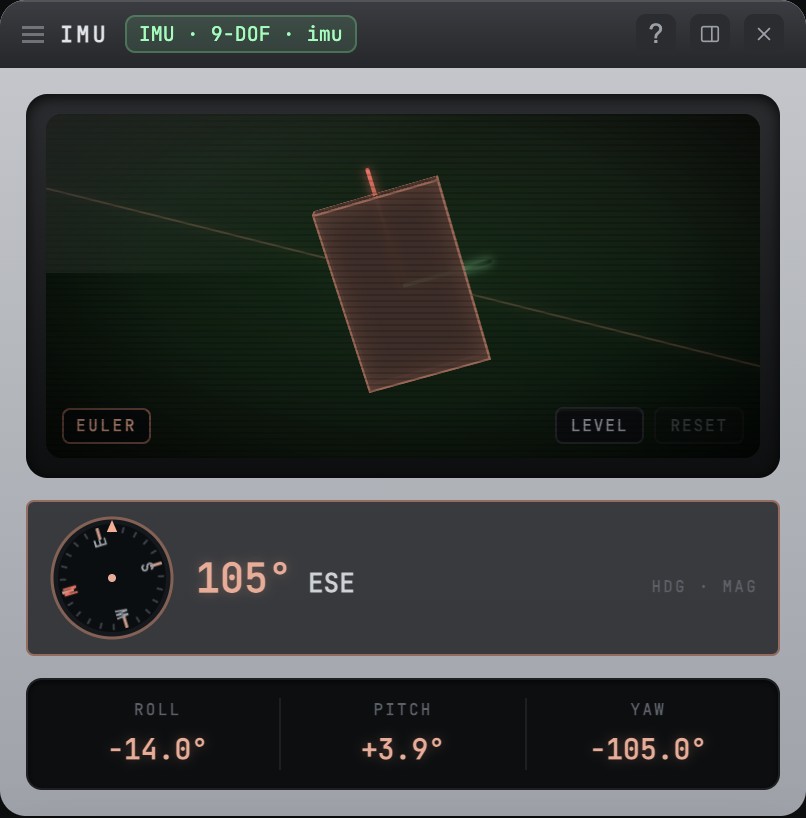 IMU
IMU · 9-DOF · imu
?
EULER
LEVEL
RESET
E
S
W
N
105° ESE
HDG · MAG
ROLL
PITCH
YAW
-14.0°
+3.9°
-105.0°